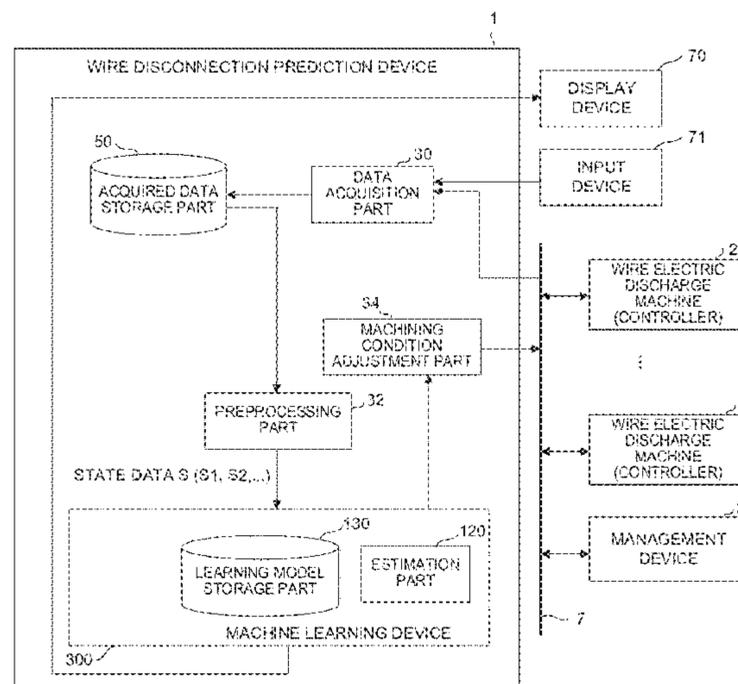 1
WIRE DISCONNECTION PREDICTION DEVICE
70
DISPLAY
DEVICE
50
30
71
ACQUIRED DATA
STORAGE PART
DATA
ACQUISITION
PART
INPUT
DEVICE
2
WIRE ELECTRIC
DISCHARGE
MACHINE
(CONTROLLER)
34
MACHINING
CONDITION
ADJUSTMENT PART
32
PREPROCESSING
PART
WIRE ELECTRIC
DISCHARGE
MACHINE
(CONTROLLER)
STATE DATA S (S1, S2,...)
130
120
MANAGEMENT
DEVICE
LEARNING MODEL
STORAGE PART
ESTIMATION
PART
7
MACHINE LEARNING DEVICE
300